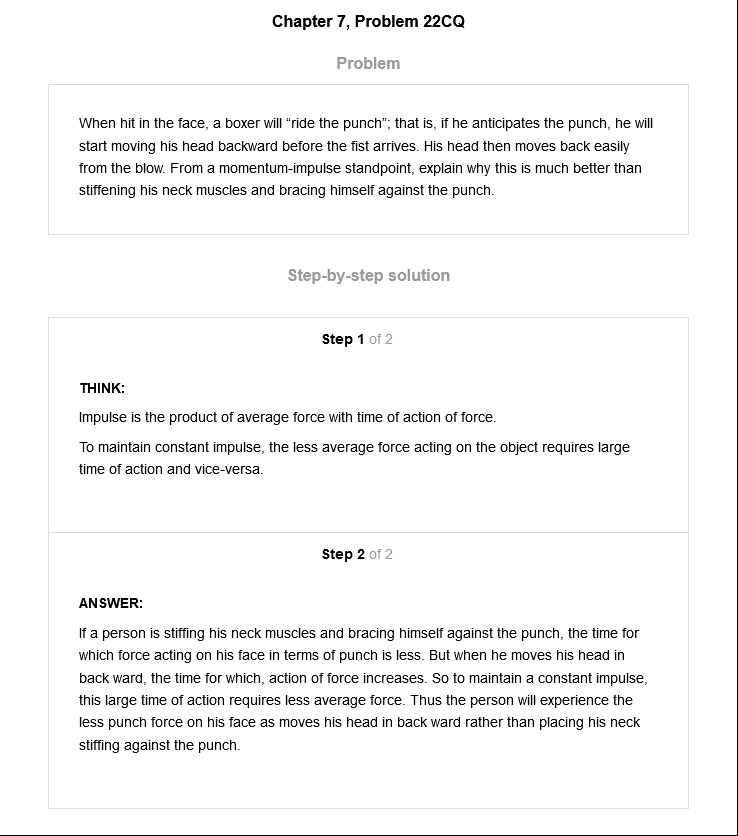 Chapter 7, Problem 22CQ
Problem
When hit in the face, a boxer will “ride the punch”; that is, if he anticipates the punch, he will
start moving his head backward before the fist arrives. His head then moves back easily
from the blow. From a momentum-impulse standpoint, explain why this is much better than
stiffening his neck muscles and bracing himself against the punch.
Step-by-step solution
Step 1 of 2
THINK:
Impulse is the product of average force with time of action of force.
To maintain constant impulse, the less average force acting on the object requires large
time of action and vice-versa.
Step 2 of 2
ANSWER:
If a person is stiffing his neck muscles and bracing himself against the punch, the time for
which force acting on his face in terms of punch is less. But when he moves his head in
back ward, the time for which, action of force increases. So to maintain a constant impulse,
this large time of action requires less average force. Thus the person will experience the
less punch force on his face as moves his head in back ward rather than placing his neck
stiffing against the punch.